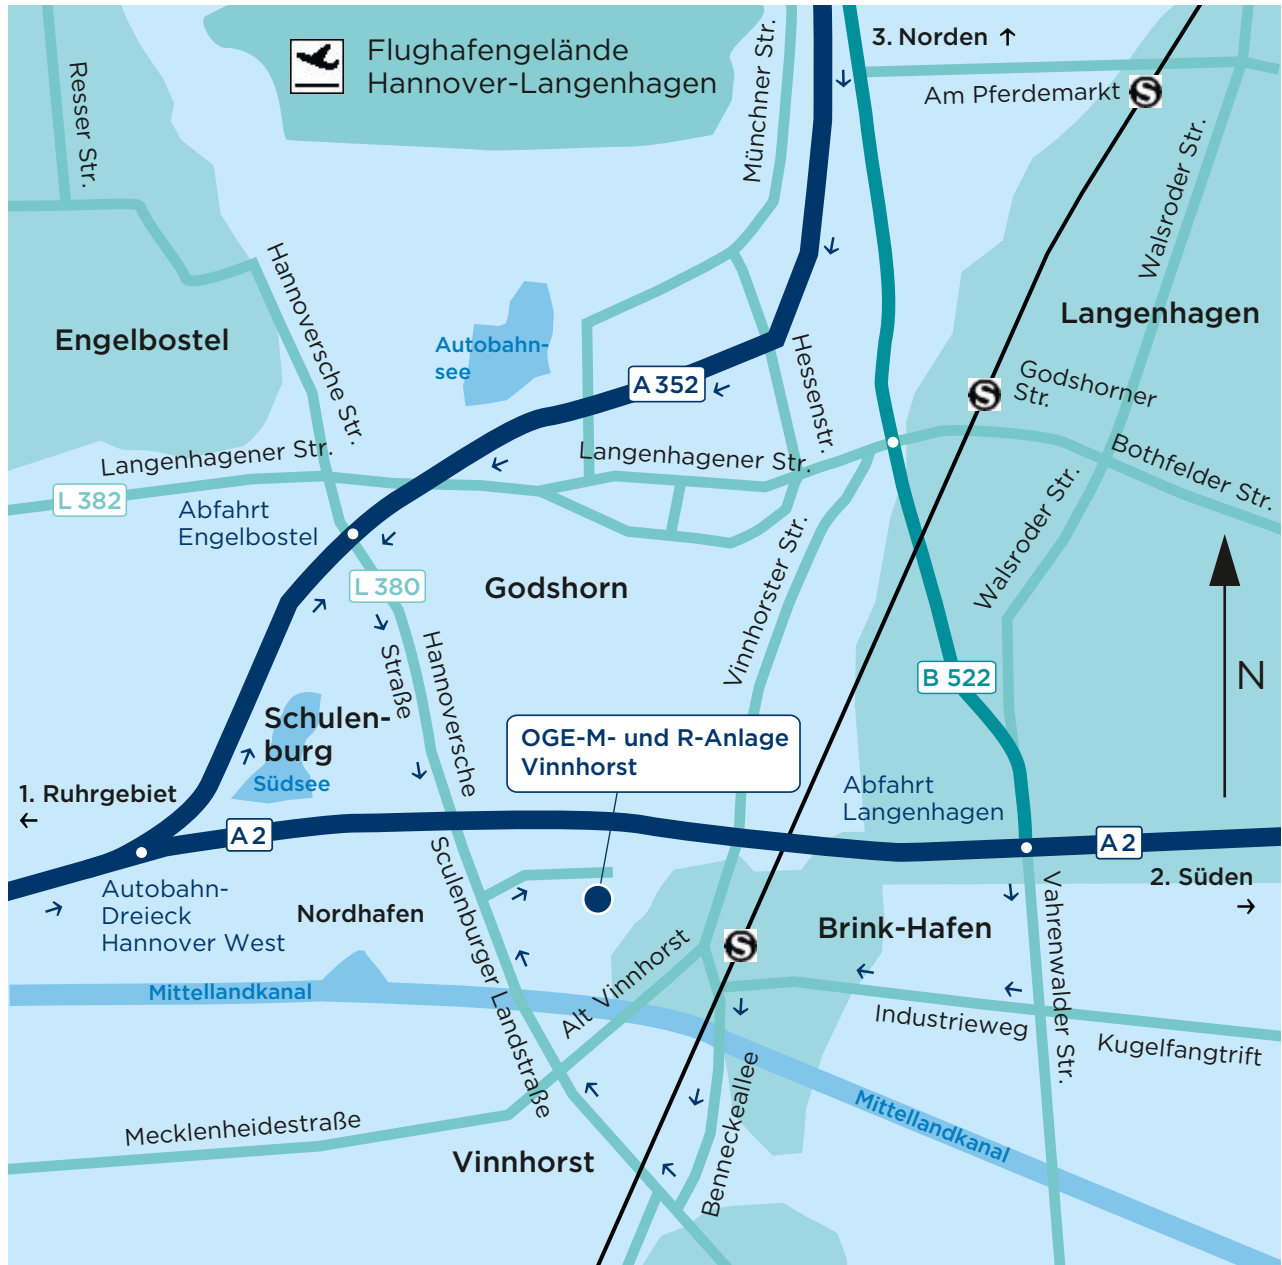 Flughafengelände
Hannover-Langenhagen
3. Norden ↑
Am Pferdemarkt
S
Resser Str.
Münchner Str.
Walsroder Str.
Hannoversche Str.
Engelbostel
Autobahn-
see
A 352
Hessenstr.
Langenhagen
Godshorner
Str.
S
Langenhagener Str.
Langenhagener Str.
Bothfelder Str.
L 382
Abfahrt
Engelbostel
Walsroder Str.
L 380
Godshorn
Vinnhorster Str.
Hannoversche
Straße
B 522
N
Schulen-
burg
Südsee
OGE-M- und R-Anlage
Vinnhorst
1. Ruhrgebiet
←
Abfahrt
Langenhagen
A 2
A 2
2. Süden
→
Autobahn-
Dreieck
Hannover West
Nordhafen
Sculenburger Landstraße
Alt Vinnhorst
S
Brink-Hafen
Vahrenwalder Str.
Mittellandkanal
Industrieweg
Kugelfangtrift
Mecklenheidestraße
Benneckeallee
Mittellandkanal
Vinnhorst